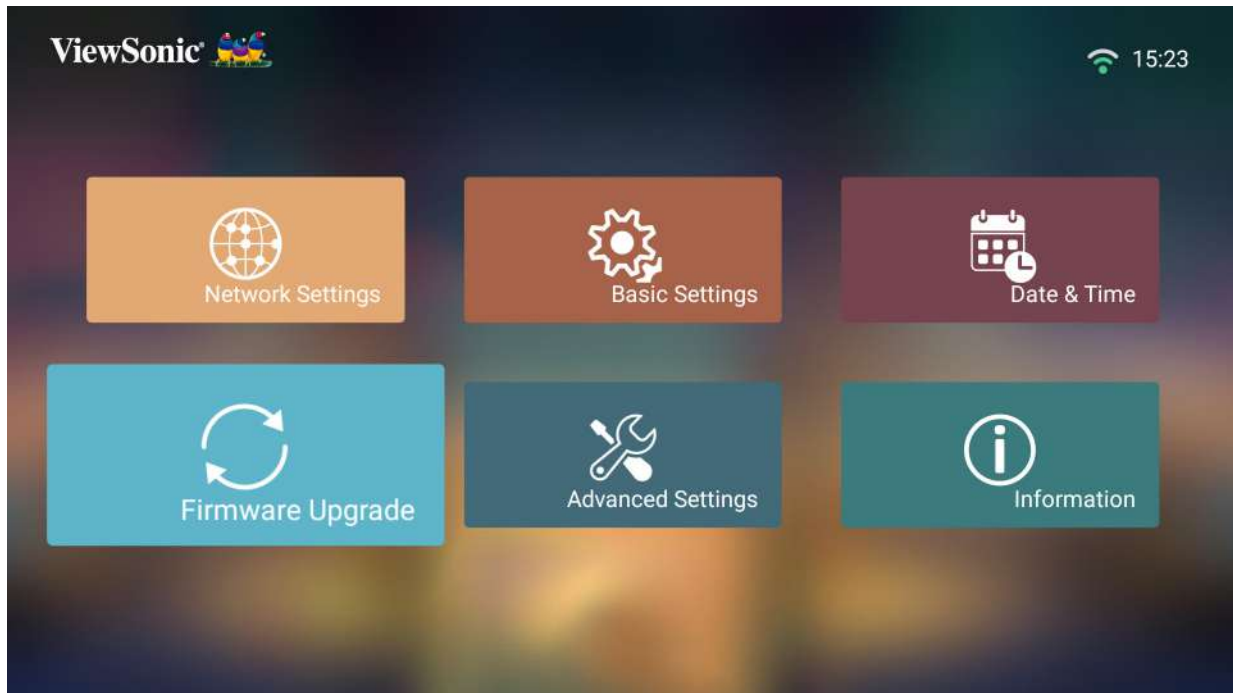 ViewSonic®
15:23
Network Settings
Basic Settings
Date & Time
Firmware Upgrade
Advanced Settings
Information